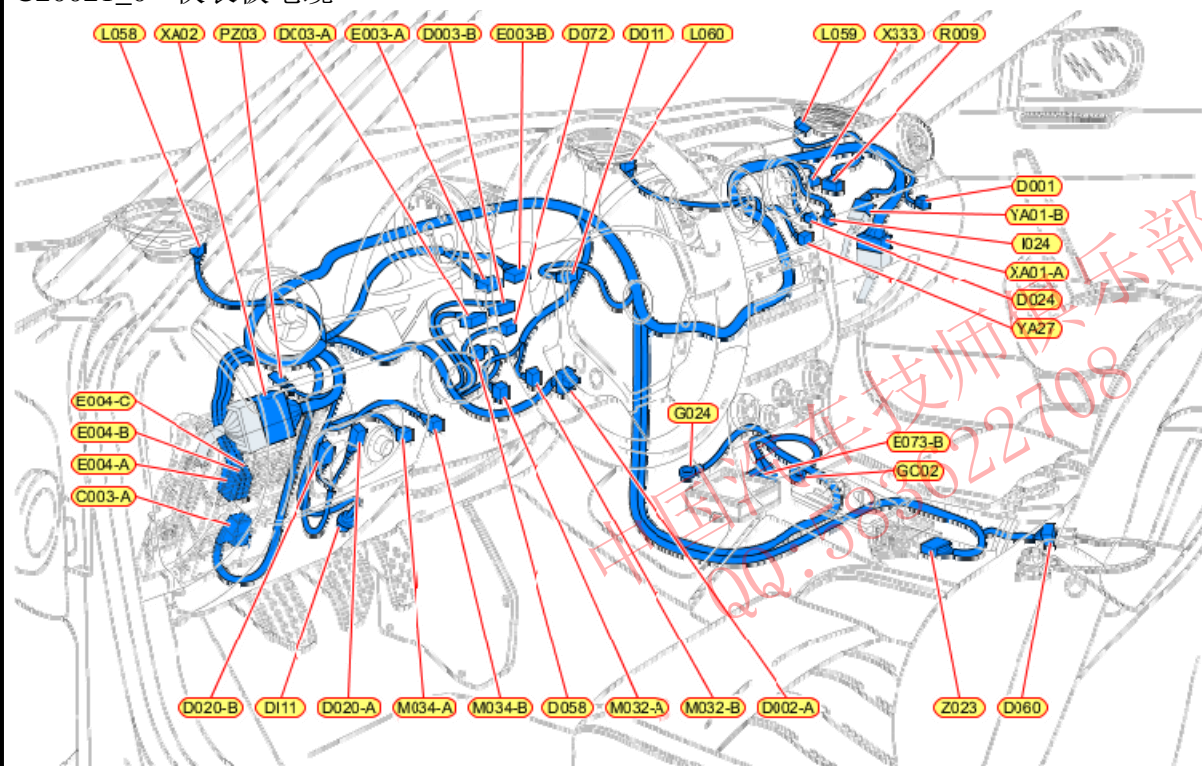 L058 XA02 PZ03 D003-A E003-A D003-B E003-B D072 D011 L060 L059 X333 R009
D001
YA01-B
I024
XA01-A
D024
YA27
E004-C
E004-B
E004-A
C003-A
G024
E073-B
GC02
D020-B DI11 D020-A M034-A M034-B D058 M032-A M032-B D002-A Z023 D060
中国汽车技师俱乐部